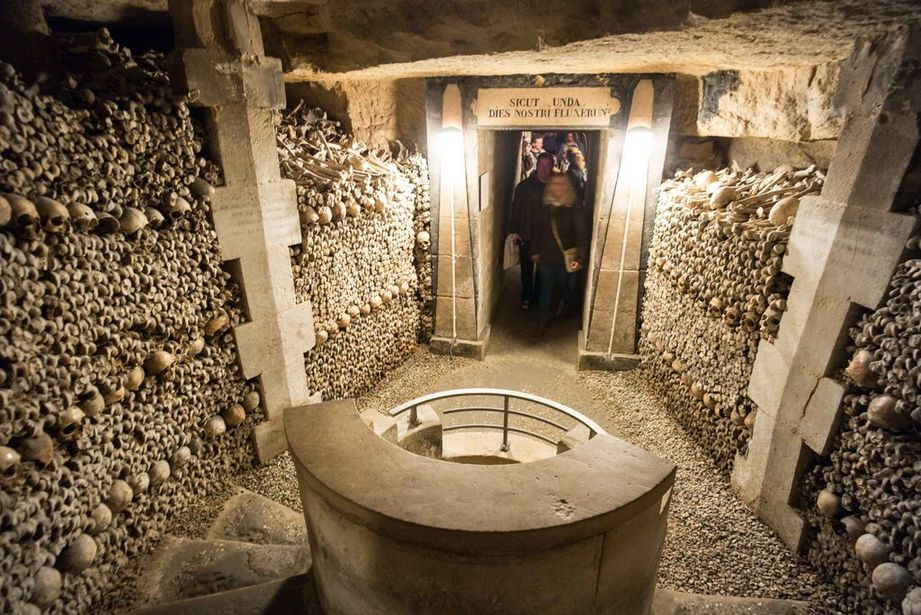 SICUT UNDA
DIES NOSTRI FLUXERUNT